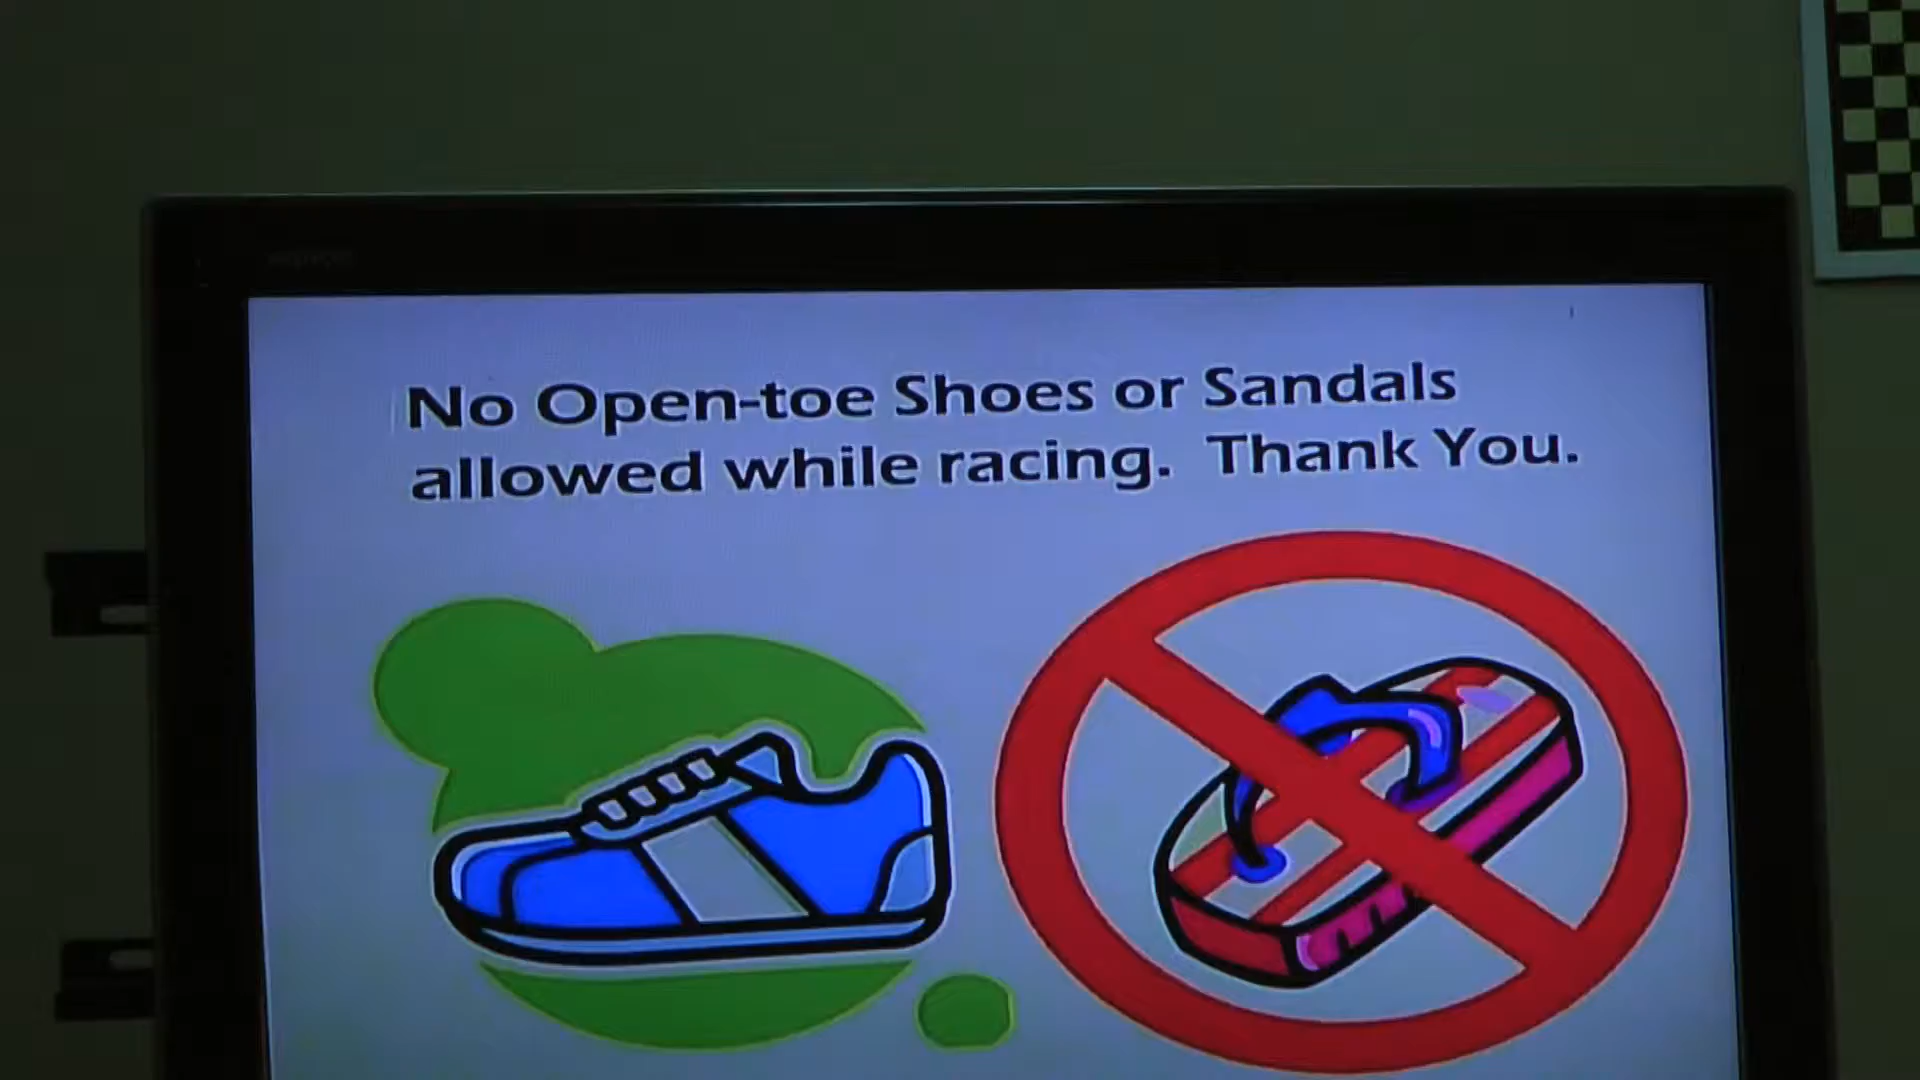 No Open-toe Shoes or Sandals
allowed while racing. Thank You.